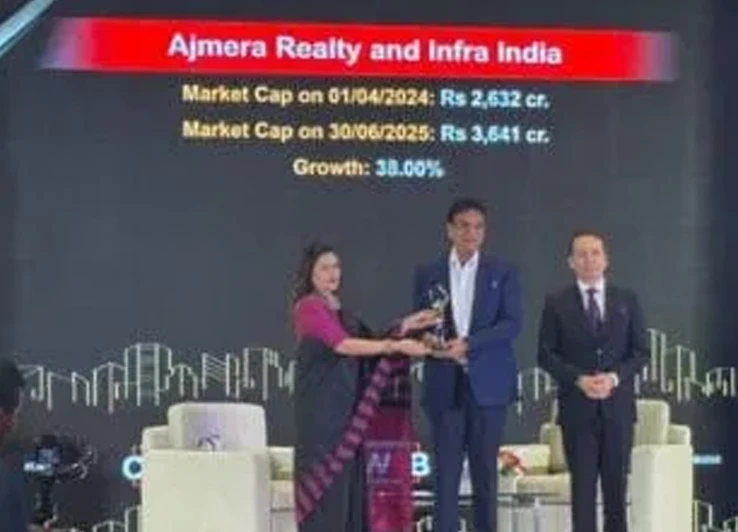 Ajmera Realty and Infra India
Market Cap on 01/04/2024: Rs 2,632 cr.
Market Cap on 30/06/2025: Rs 3,641 cr.
Growth: 38.00%